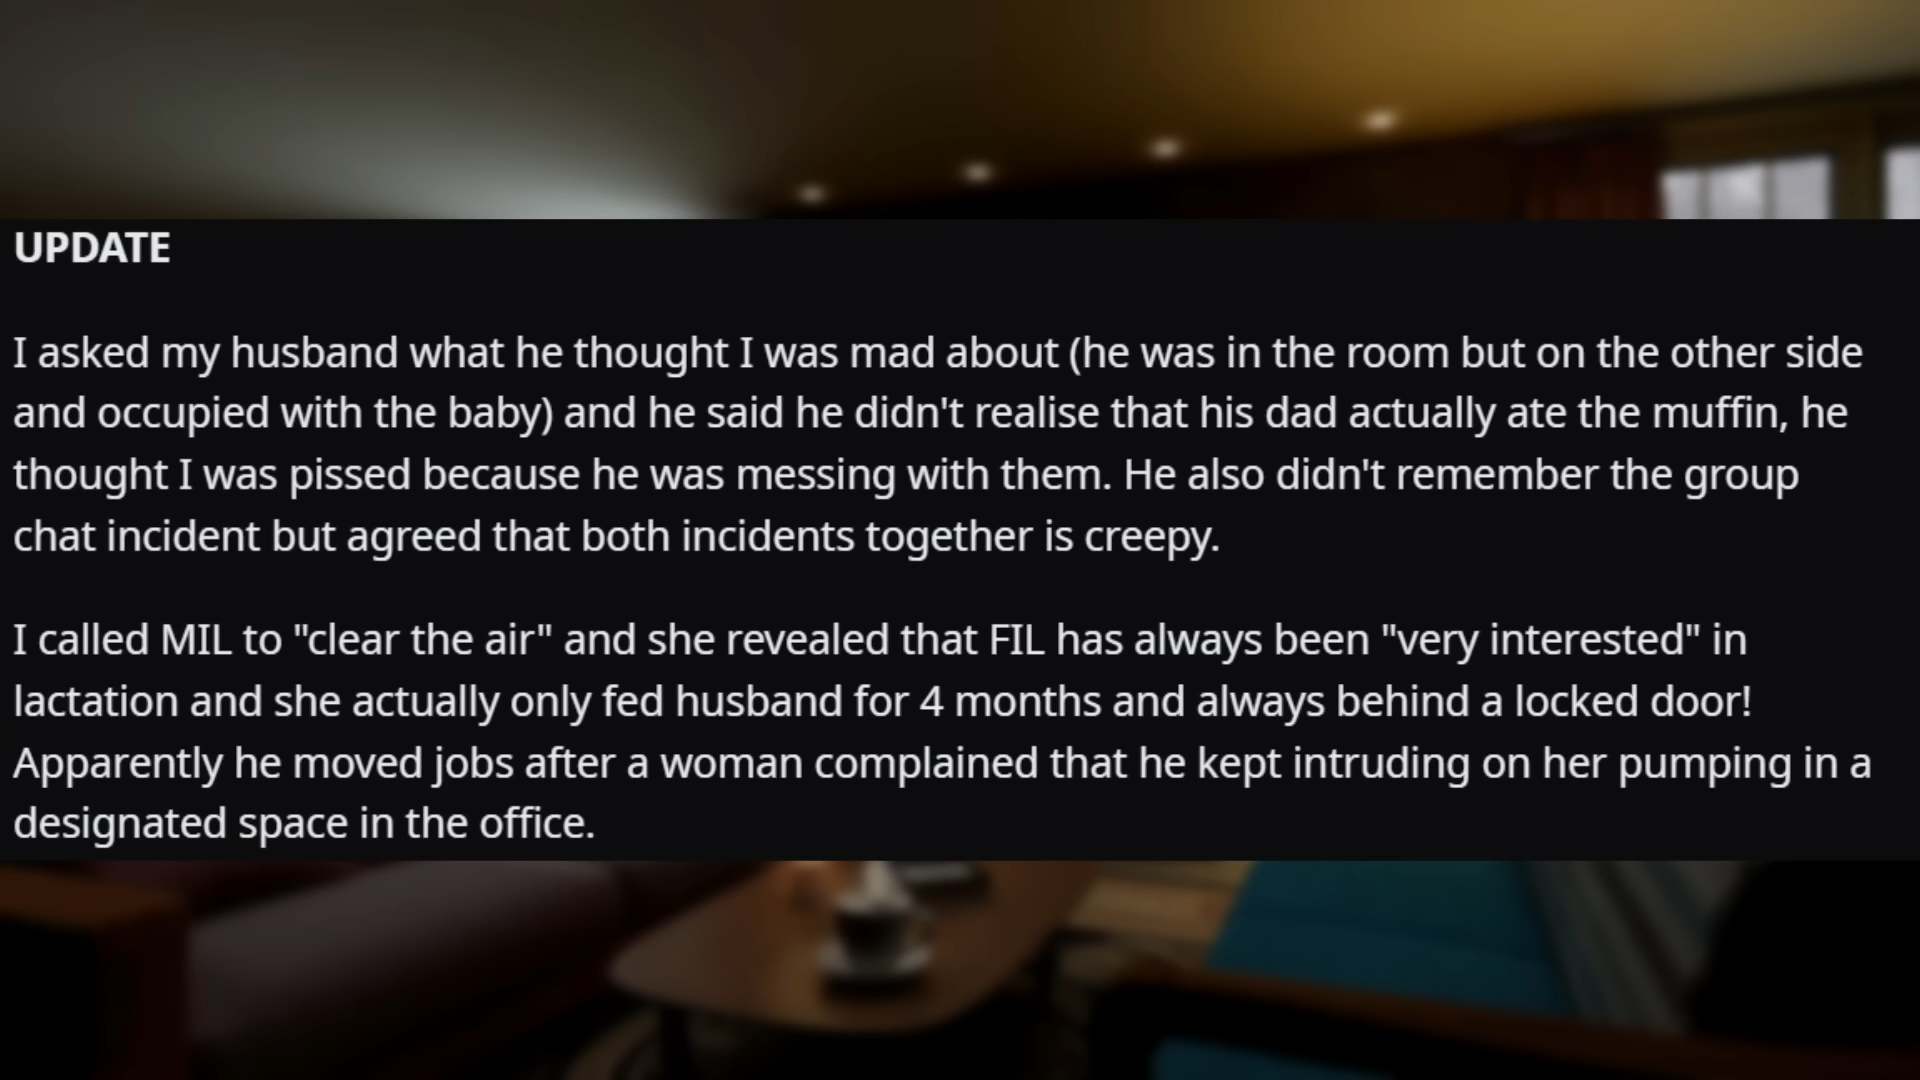 UPDATE
I asked my husband what he thought I was mad about (he was in the room but on the other side
and occupied with the baby) and he said he didn't realise that his dad actually ate the muffin, he
thought I was pissed because he was messing with them. He also didn't remember the group
chat incident but agreed that both incidents together is creepy.
I called MIL to "clear the air" and she revealed that FIL has always been "very interested" in
lactation and she actually only fed husband for 4 months and always behind a locked door!
Apparently he moved jobs after a woman complained that he kept intruding on her pumping in a
designated space in the office.